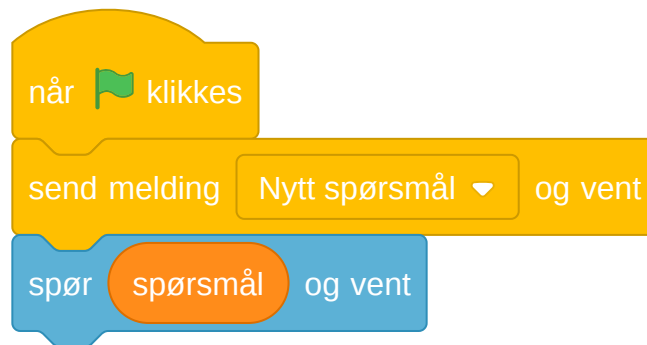 når klikkes
send melding Nytt spørsmål og vent
spør spørsmål og vent